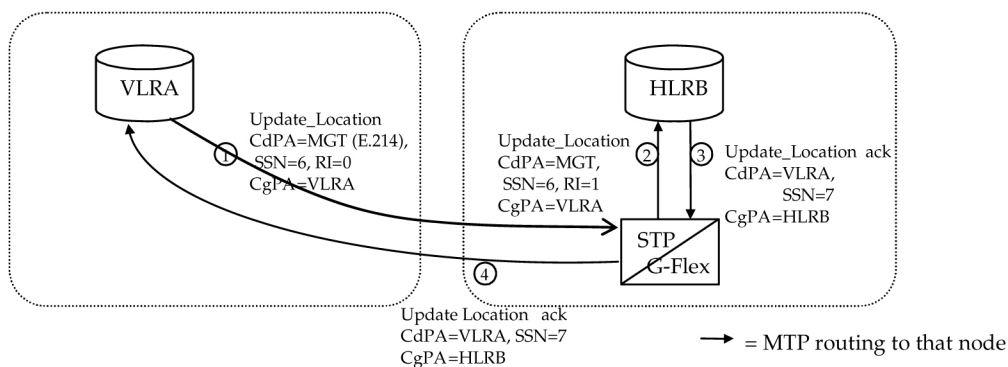 VLRA
HLRB
Update_Location
CdPA=MGT (E.214),
SSN=6, RI=0
CgPA=VLRA
1
Update_Location
CdPA=MGT,
SSN=6, RI=1
CgPA=VLRA
2
3
Update_Location ack
CdPA=VLRA,
SSN=7
CgPA=HLRB
STP
G-Flex
4
Update Location ack
CdPA=VLRA, SSN=7
CgPA=HLRB
= MTP routing to that node